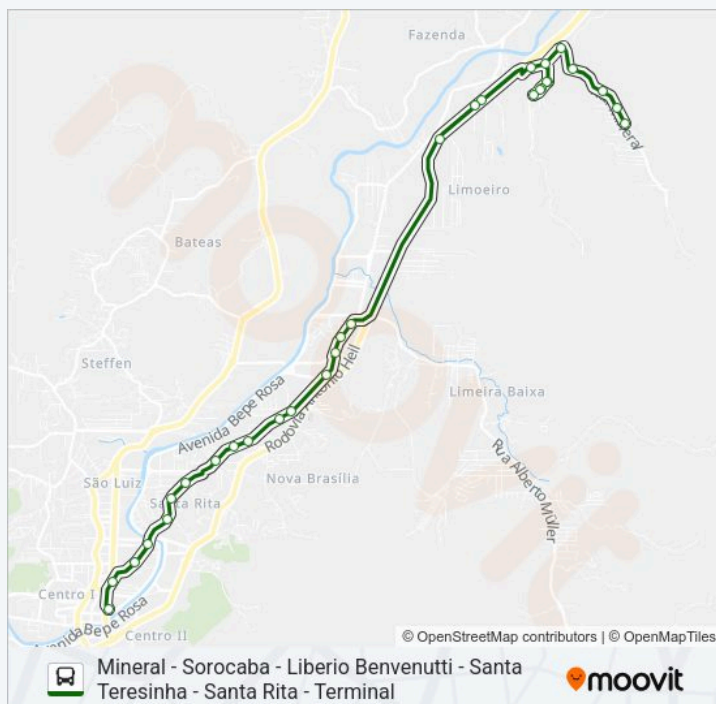 Fazenda
Mineral
Limoeiro
Bateas
Steffen
Avenida Bepe Rosa
Rodovia Antônio Heil
Limeira Baixa
São Luiz
Nova Brasília
Rua Alberto Müller
Santa Rita
Centro I
Avenida Bepe Rosa
Centro II
moovit
© OpenStreetMap contributors | © OpenMapTiles
Mineral - Sorocaba - Liberio Benvenutti - Santa
Teresinha - Santa Rita - Terminal
moovit